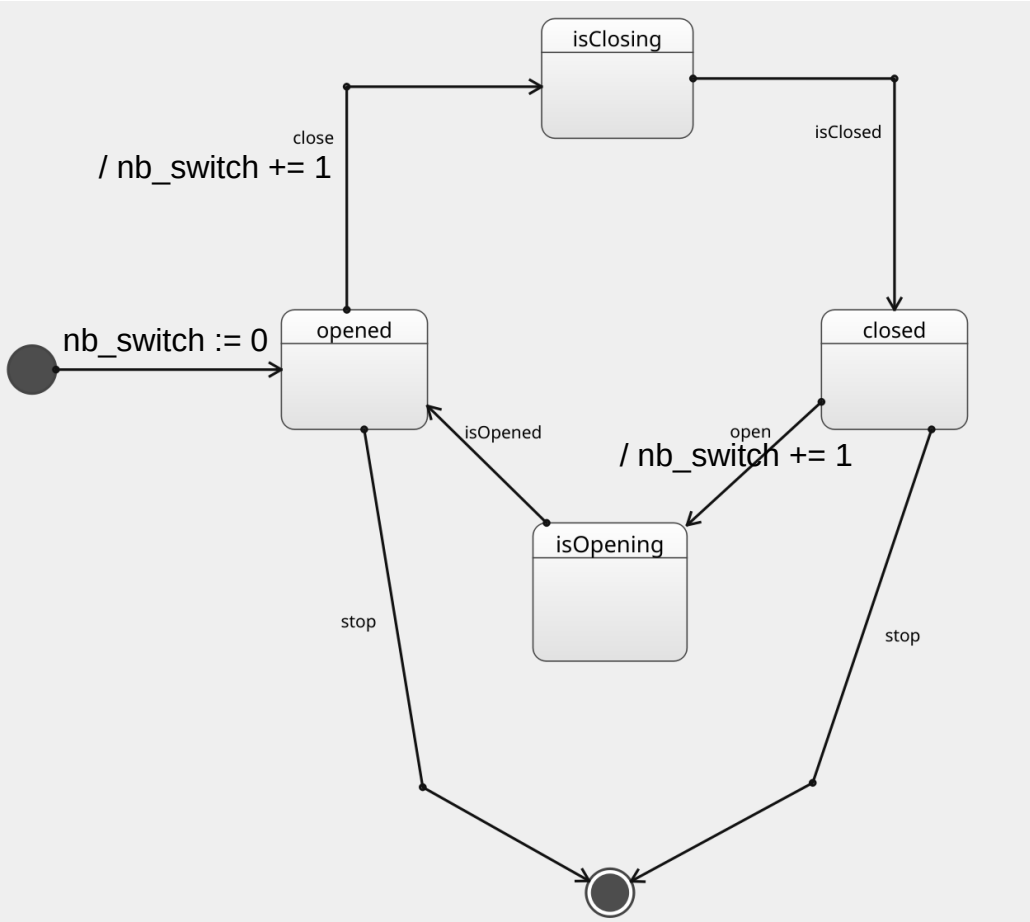 isClosing
close
/ nb_switch += 1
isClosed
nb_switch := 0
opened
closed
isOpened
open
/ nb_switch += 1
isOpening
stop
stop